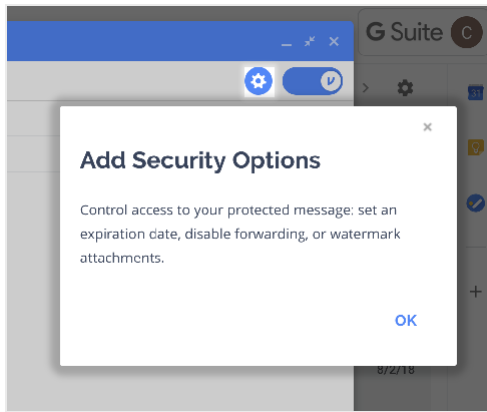 G Suite
C
V
31
Add Security Options
Control access to your protected message: set an
expiration date, disable forwarding, or watermark
attachments.
OK
8/2/18